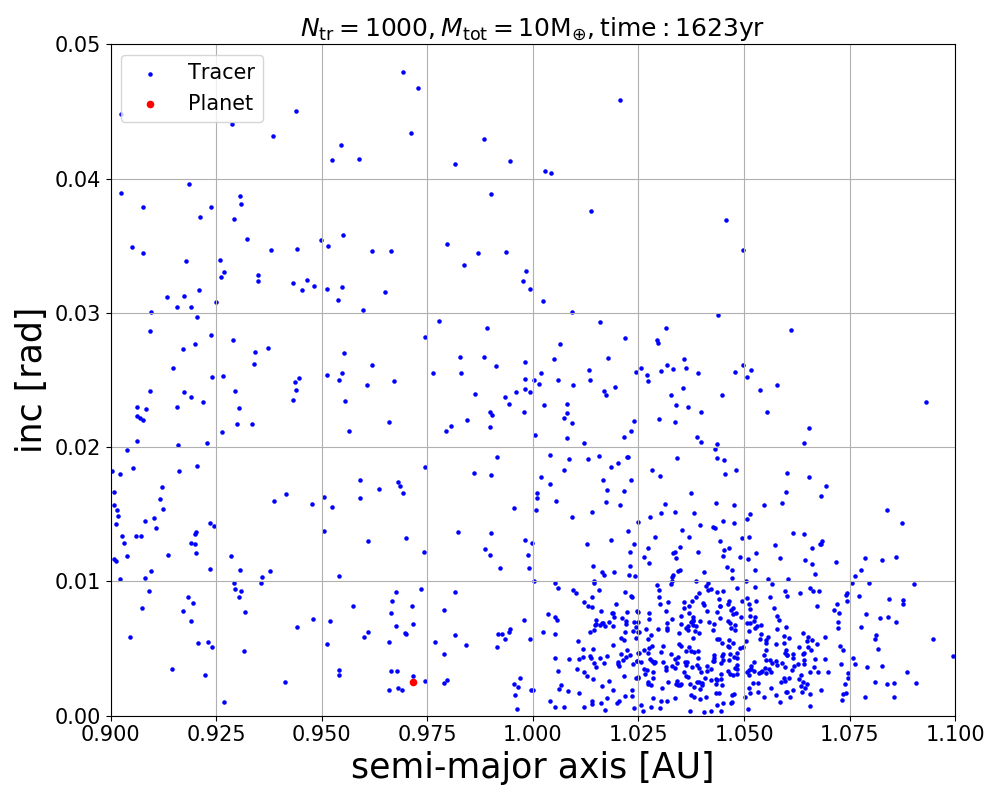 N_tr = 1000, M_tot = 10M_⊕, time : 1623yr
0.05
Tracer
Planet
0.04
0.03
0.02
0.01
0.00
inc [rad]
0.900 0.925 0.950 0.975 1.000 1.025 1.050 1.075 1.100
semi-major axis [AU]